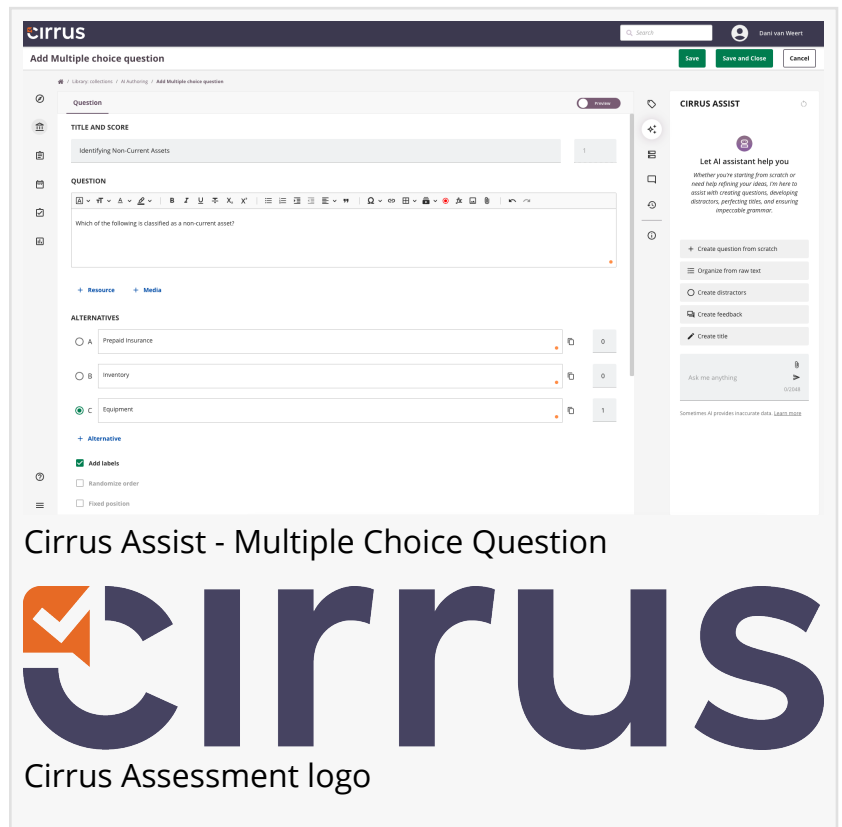 cirrus
Search
Dani van Weert
Add Multiple choice question
Save
Save and Close
Cancel
/ Library: collections / AI Authoring / Add Multiple choice question
Question
Preview
TITLE AND SCORE
Identifying Non-Current Assets
1
QUESTION
Which of the following is classified as a non-current asset?
+ Resource
+ Media
ALTERNATIVES
A
Prepaid Insurance
0
B
Inventory
0
C
Equipment
1
+ Alternative
Add labels
Randomize order
Fixed position
CIRRUS ASSIST
Let AI assistant help you
Whether you're starting from scratch or
need help refining your ideas, I'm here to
assist with creating questions, developing
distractors, perfecting titles, and ensuring
impeccable grammar.
+ Create question from scratch
Organize from raw text
Create distractors
Create feedback
Create title
Ask me anything
0/2048
Sometimes AI provides inaccurate data. Learn more
Cirrus Assist - Multiple Choice Question
cirrus
Cirrus Assessment logo